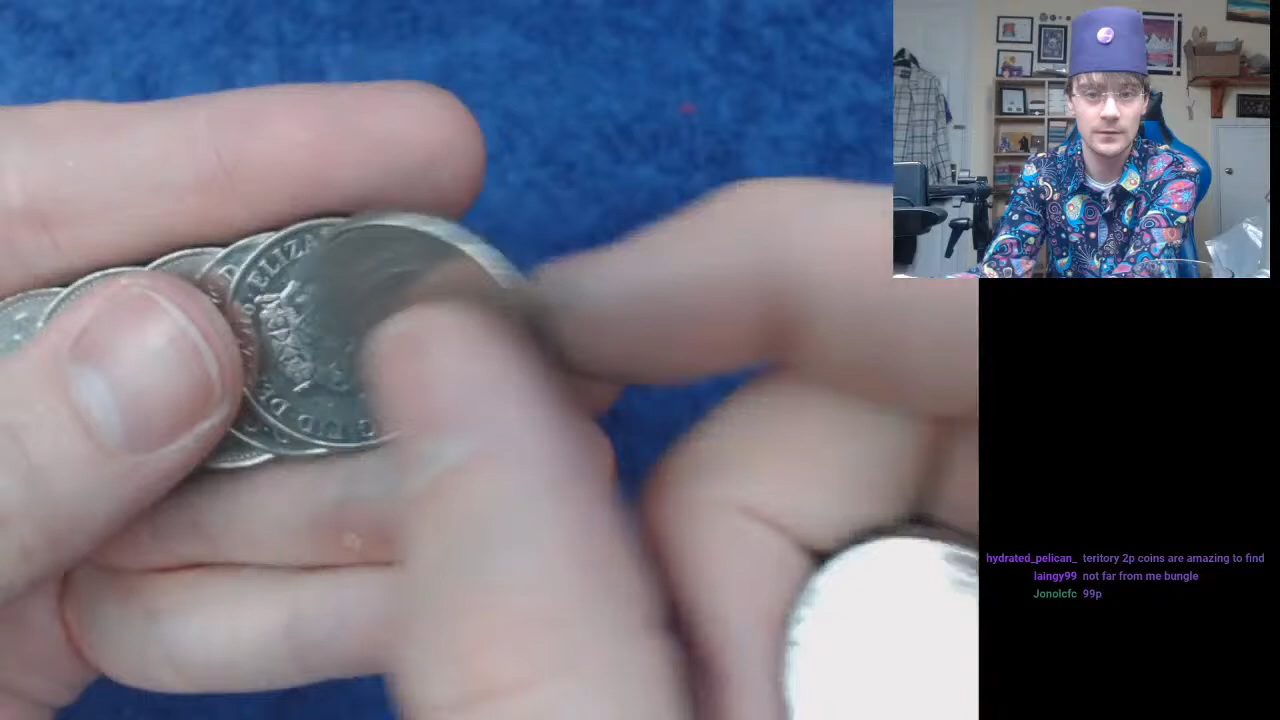 ELIZA
hydrated_pelican_ teritory 2p coins are amazing to find
laingy99 not far from me bungle
Jonolcfc 99p